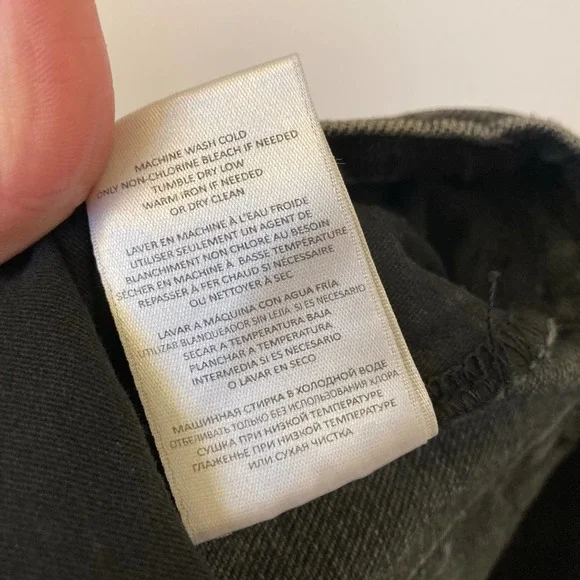 MACHINE WASH COLD
ONLY NON-CHLORINE BLEACH IF NEEDED
TUMBLE DRY LOW
WARM IRON IF NEEDED
OR DRY CLEAN
LAVER EN MACHINE À L'EAU FROIDE
UTILISER SEULEMENT UN AGENT DE
BLANCHIMENT NON CHLORÉ AU BESOIN
SÉCHER EN MACHINE À BASSE TEMPÉRATURE
REPASSER À FER CHAUD SI NÉCESSAIRE
OU NETTOYER À SEC
LAVAR A MÁQUINA CON AGUA FRÍA
UTILIZAR BLANQUEADOR SIN LEJIA SI ES NECESARIO
SECAR A TEMPERATURA BAJA
PLANCHAR A TEMPERATURA
INTERMEDIA SI ES NECESARIO
O LAVAR EN SECO
МАШИННАЯ СТИРКА В ХОЛОДНОЙ ВОДЕ
ОТБЕЛИВАТЬ ТОЛЬКО БЕЗ ИСПОЛЬЗОВАНИЯ ХЛОРА
СУШКА ПРИ НИЗКОЙ ТЕМПЕРАТУРЕ
ГЛАЖЕНЬЕ ПРИ НИЗКОЙ ТЕМПЕРАТУРЕ
ИЛИ СУХАЯ ЧИСТКА